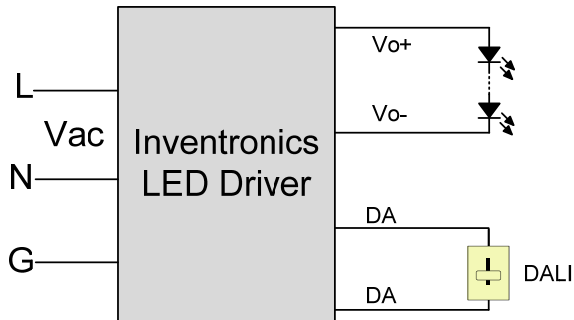 L
Vac
N
G
Inventronics
LED Driver
Vo+
Vo-
DA
DA
DALI